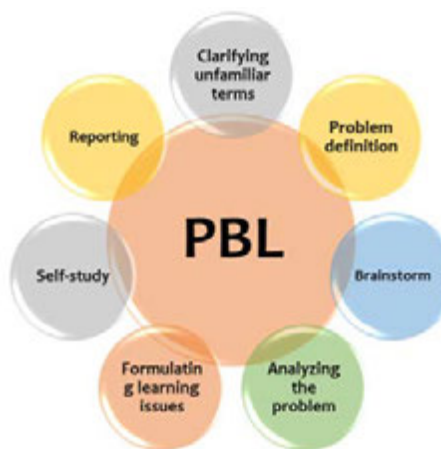 Clarifying
unfamiliar
terms
Problem
definition
Brainstorm
Analyzing
the
problem
Formulatin
g learning
issues
Self-study
Reporting
PBL